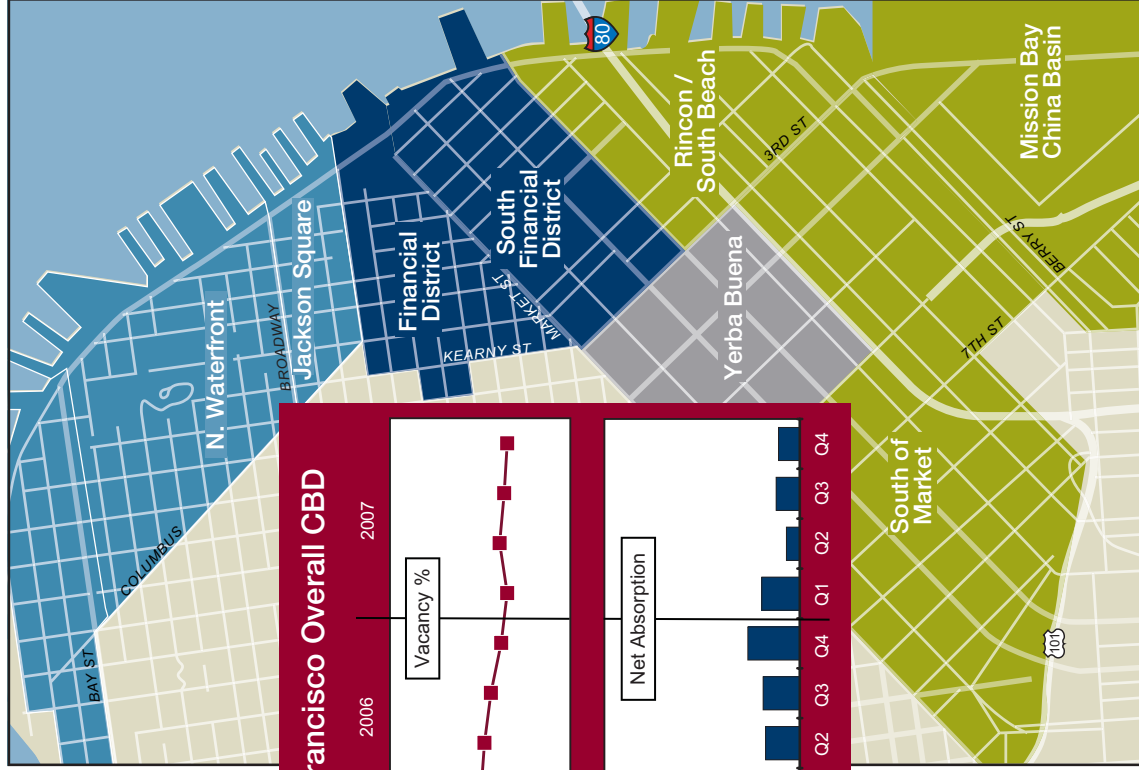 80
N. Waterfront
BROADWAY
Jackson Square
Financial
District
South
Financial
District
MARKET ST
KEARNY ST
Rincon /
South Beach
3RD ST
Mission Bay
China Basin
BERRY ST
7TH ST
Yerba Buena
South of
Market
101
COLUMBUS
BAY ST
rancisco Overall CBD
2006
2007
Vacancy %
Net Absorption
Q2
Q3
Q4
Q1
Q2
Q3
Q4